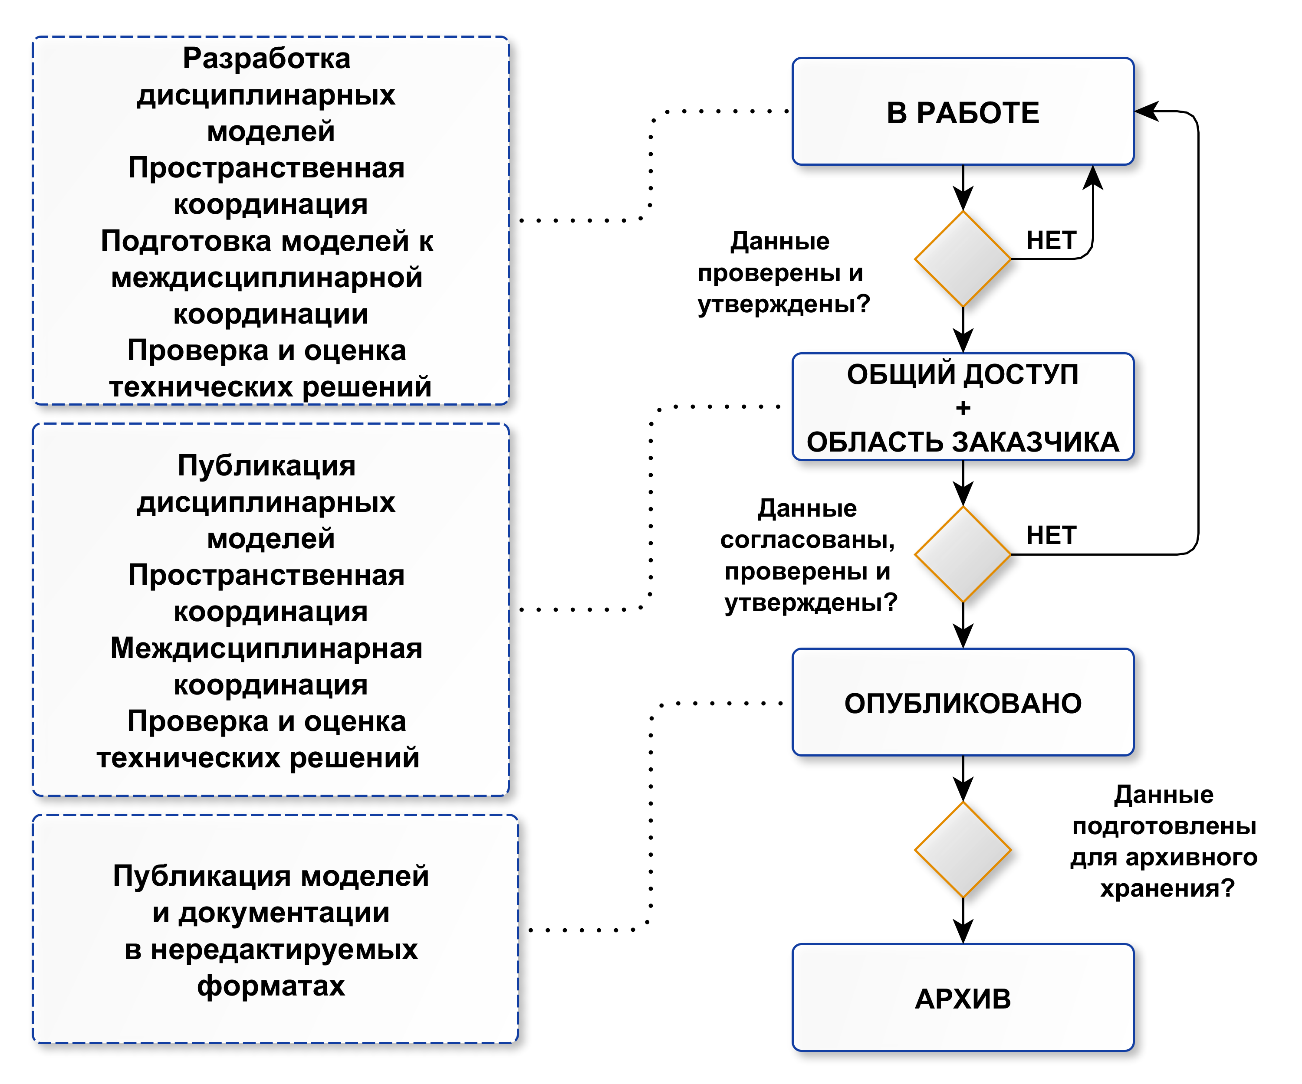 Разработка
дисциплинарных
моделей
Пространственная
координация
Подготовка моделей к
междисциплинарной
координации
Проверка и оценка
технических решений
Публикация
дисциплинарных
моделей
Пространственная
координация
Междисциплинарная
координация
Проверка и оценка
технических решений
Публикация моделей
и документации
в нередактируемых
форматах
В РАБОТЕ
Данные
проверены и
утверждены?
НЕТ
ОБЩИЙ ДОСТУП
+
ОБЛАСТЬ ЗАКАЗЧИКА
Данные
согласованы,
проверены и
утверждены?
НЕТ
ОПУБЛИКОВАНО
Данные
подготовлены
для архивного
хранения?
АРХИВ